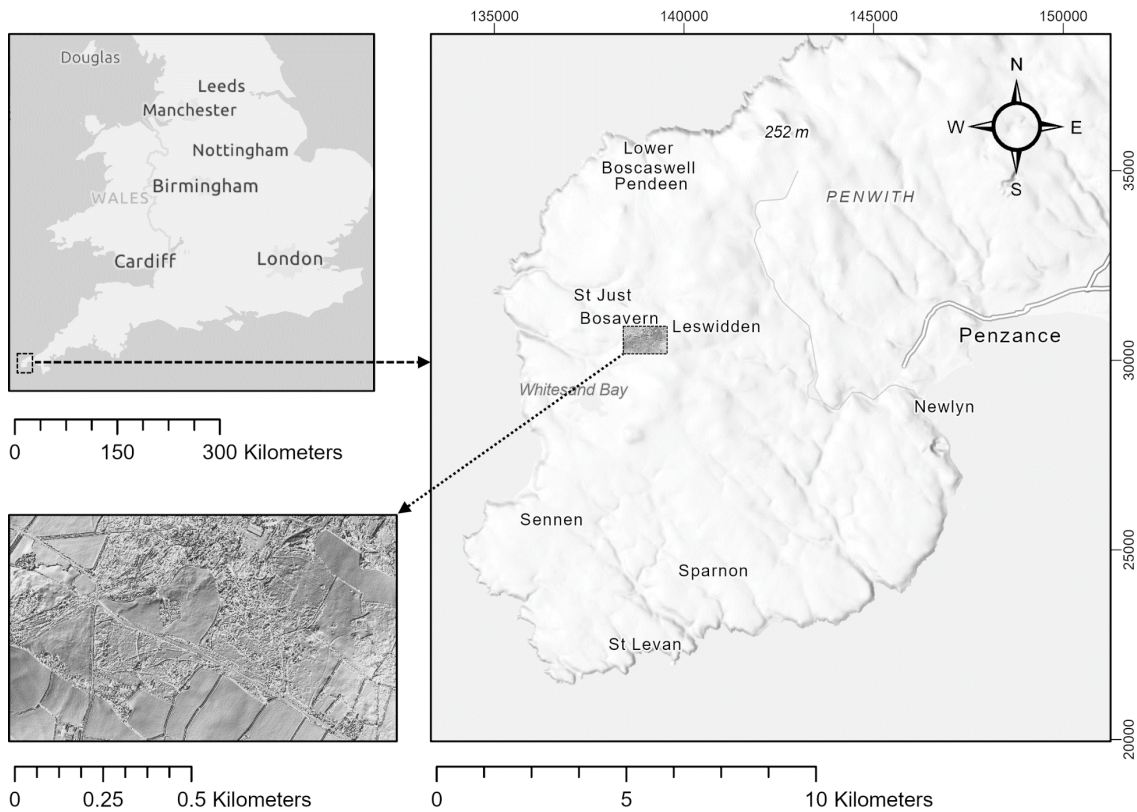 135000
140000
145000
150000
Douglas
Leeds
Manchester
Nottingham
Birmingham
WALES
Cardiff
London
0 150 300 Kilometers
N
W E
S
252 m
Lower
Boscaswell
Pendeen
PENWITH
35000
St Just
Bosavern
Leswidden
Penzance
30000
Whitesand Bay
Newlyn
Sennen
25000
Sparnon
St Levan
20000
0 0.25 0.5 Kilometers
0 5 10 Kilometers